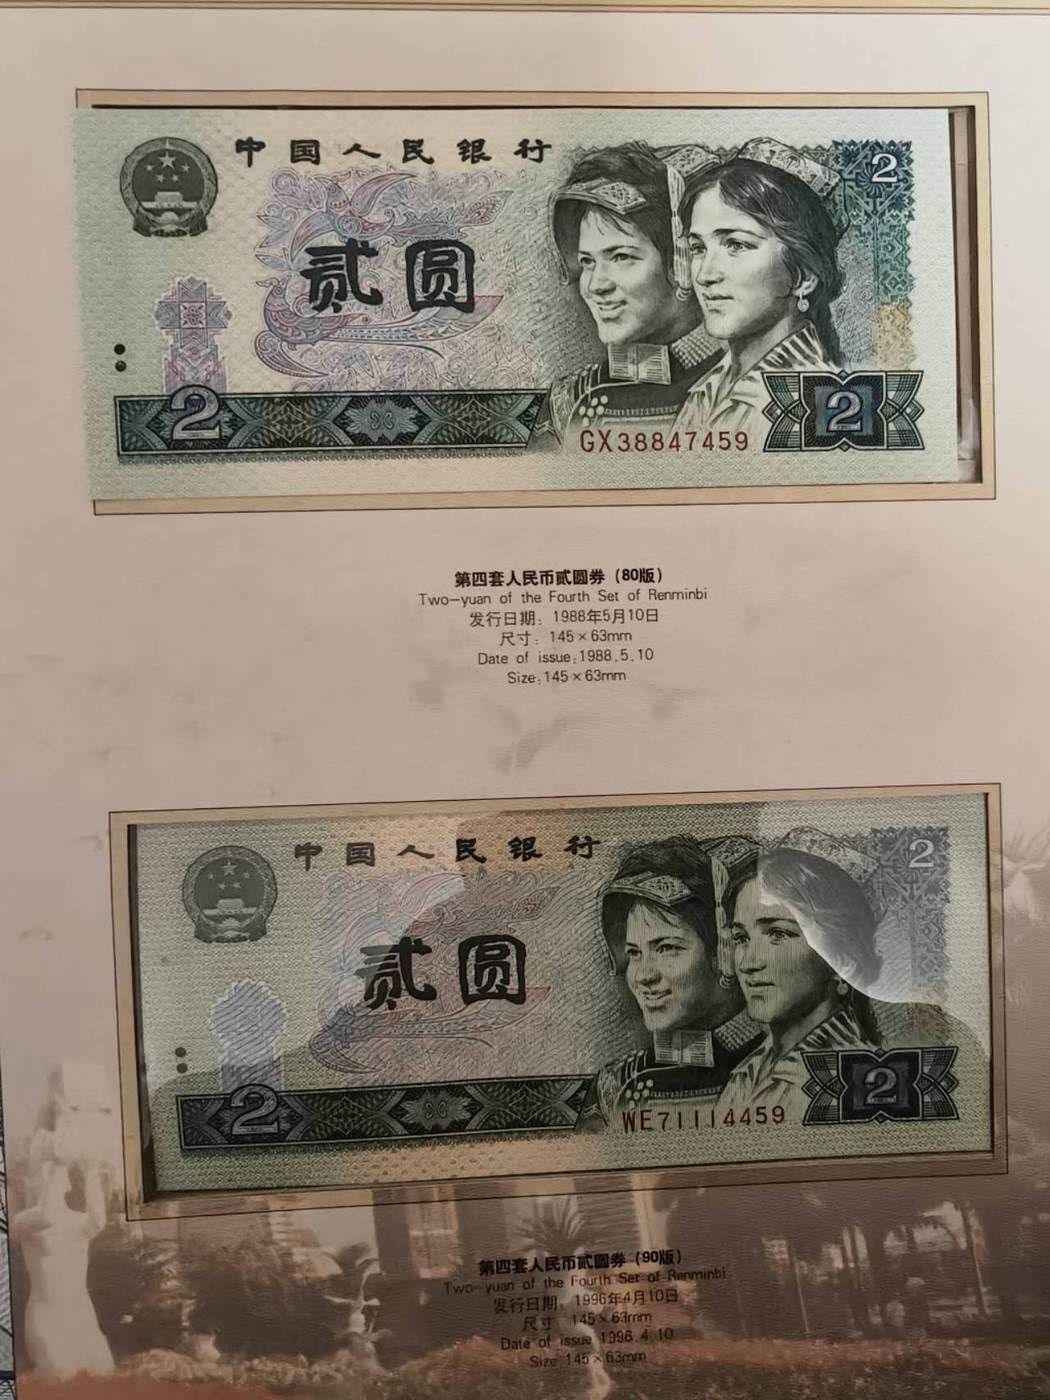 中国人民银行
2
贰圆
2
2
GX38847459
第四套人民币贰圆券（80版）
Two-yuan of the Fourth Set of Renminbi
发行日期：1988年5月10日
尺寸：145×63mm
Date of issue:1988.5.10
Size:145×63mm
中国人民银行
2
贰圆
2
2
WE71114459
第四套人民币贰圆券（90版）
Two-yuan of the Fourth Set of Renminbi
发行日期：1996年4月10日
尺寸 145×63mm
Date of issue 1996.4.10
Size:145×63mm